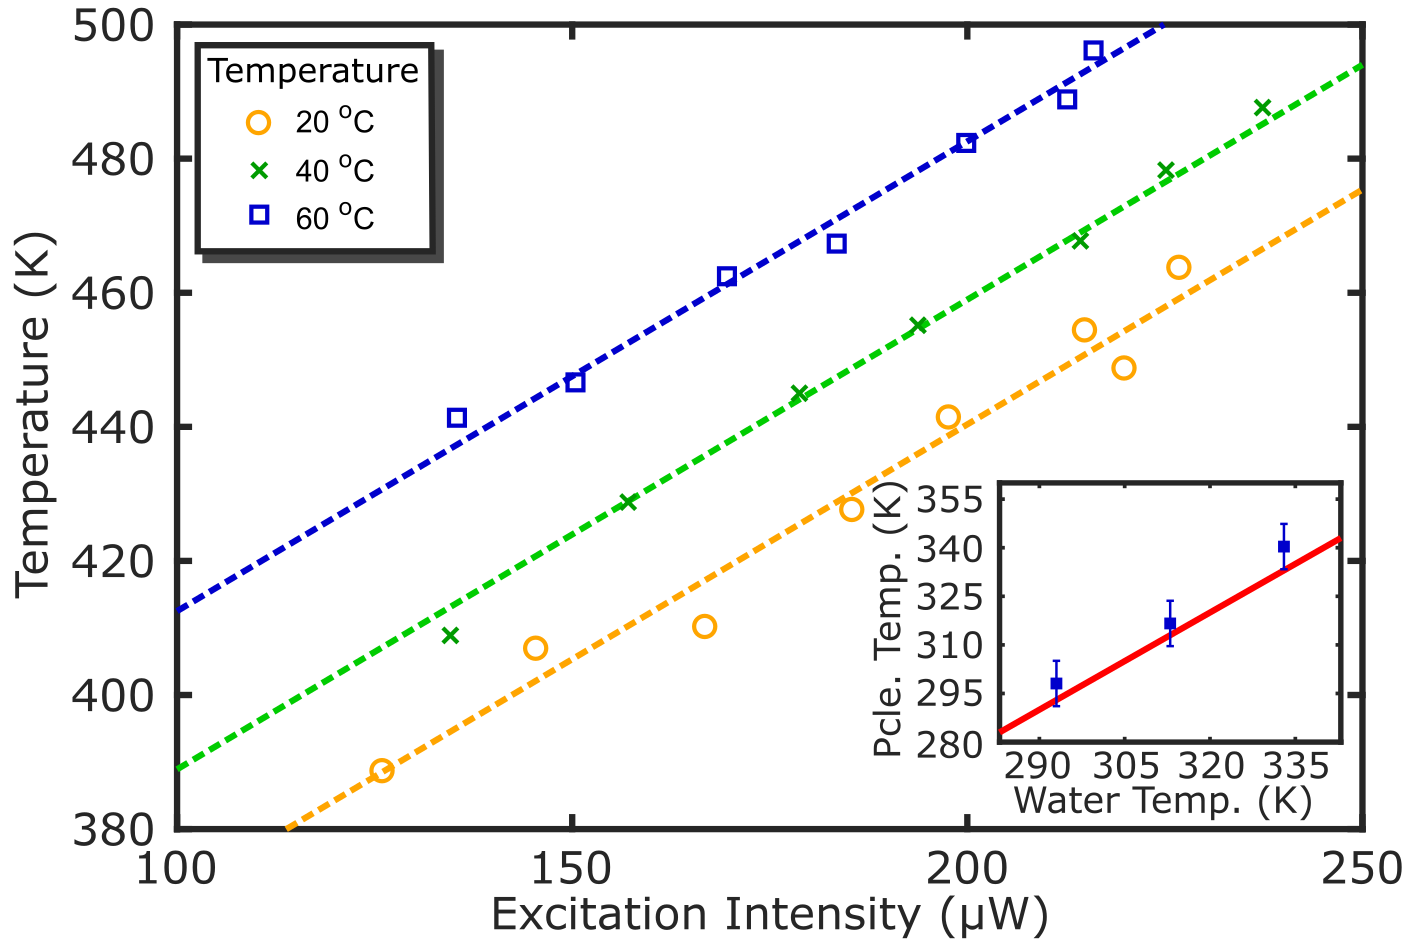 500
480
460
440
420
400
380
Temperature (K)
Temperature
20 °C
40 °C
60 °C
355
340
325
310
295
280
Pcle. Temp. (K)
290 305 320 335
Water Temp. (K)
100 150 200 250
Excitation Intensity (μW)